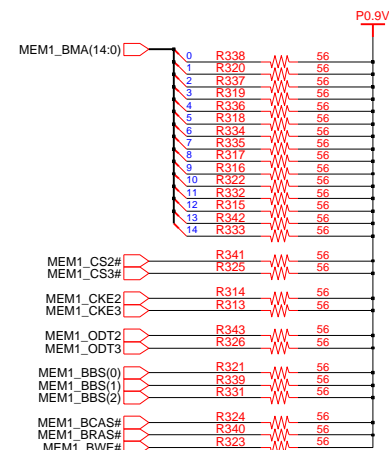 P0.9V
MEM1_BMA(14:0)
0 R338 56
1 R320 56
2 R337 56
3 R319 56
4 R336 56
5 R318 56
6 R334 56
7 R335 56
8 R317 56
9 R316 56
10 R322 56
11 R332 56
12 R315 56
13 R342 56
14 R333 56
MEM1_CS2# R341 56
MEM1_CS3# R325 56
MEM1_CKE2 R314 56
MEM1_CKE3 R313 56
MEM1_ODT2 R343 56
MEM1_ODT3 R326 56
MEM1_BBS(0) R321 56
MEM1_BBS(1) R339 56
MEM1_BBS(2) R331 56
MEM1_BCAS# R324 56
MEM1_BRAS# R340 56
MEM1_BWE# R323 56